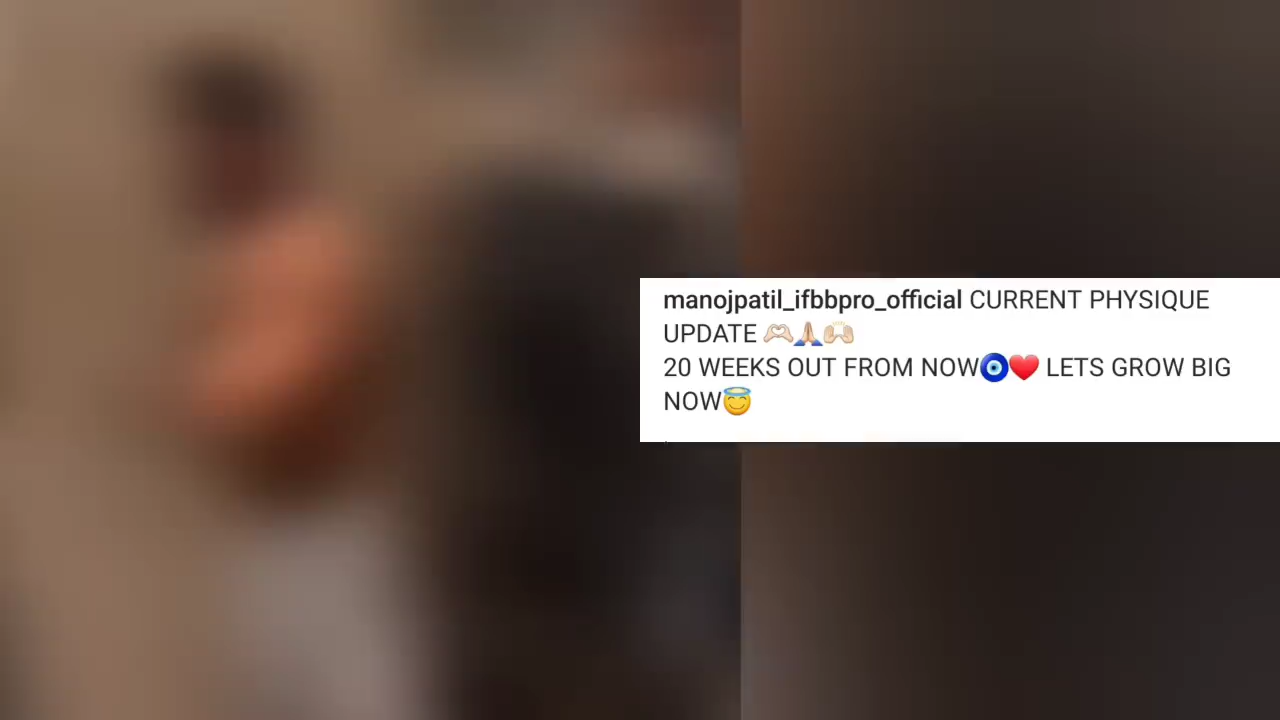 manojpatil_ifbbpro_official CURRENT PHYSIQUE
UPDATE 🫶🏻🙏🏻🙌🏻
20 WEEKS OUT FROM NOW🧿❤️ LETS GROW BIG
NOW😇